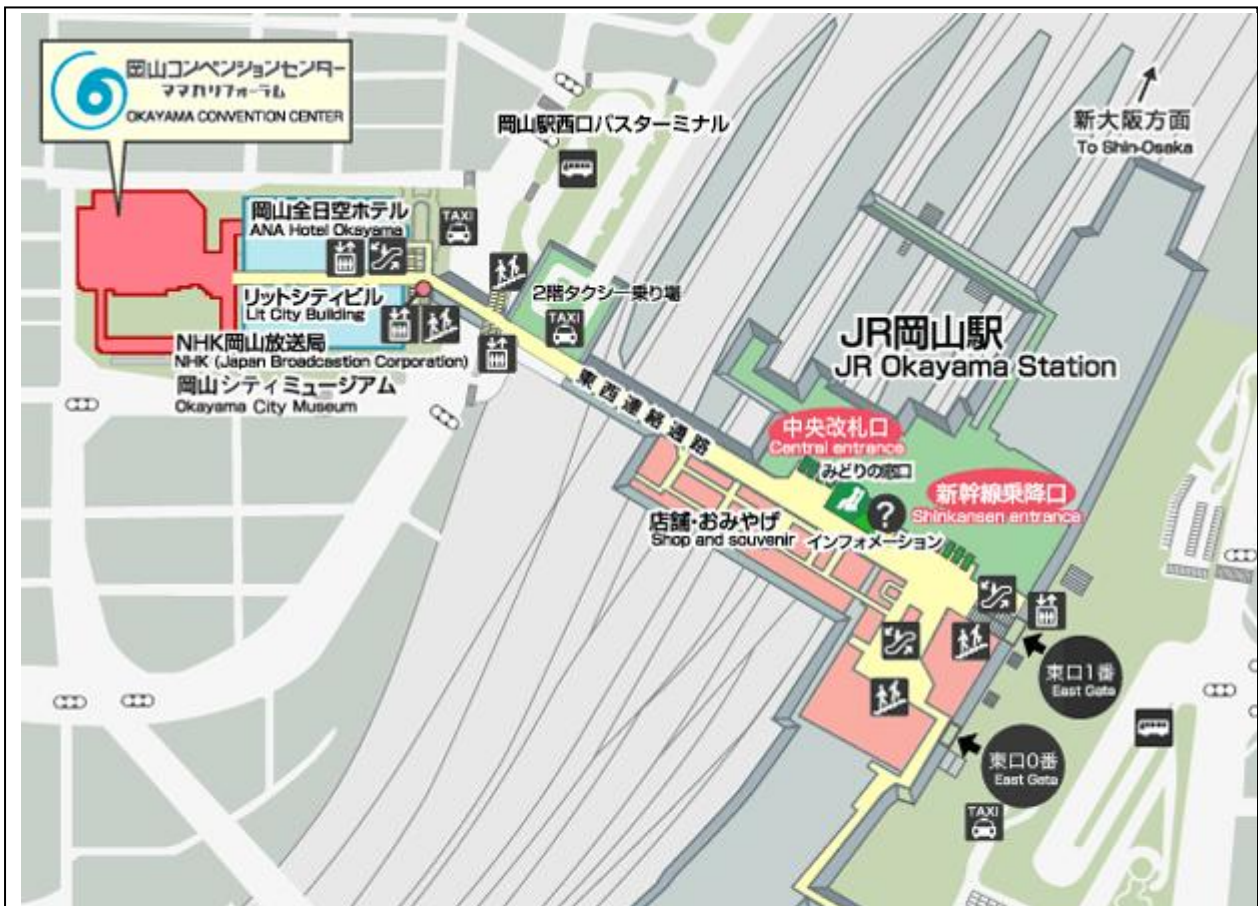 岡山コンベンションセンター
ママカリフォーラム
OKAYAMA CONVENTION CENTER
岡山駅西口バスターミナル
新大阪方面
To Shin-Osaka
岡山全日空ホテル
ANA Hotel Okayama
TAXI
リットシティビル
Lit City Building
2階タクシー乗り場
TAXI
NHK岡山放送局
NHK (Japan Broadcastion Corporation)
岡山シティミュージアム
Okayama City Museum
JR岡山駅
JR Okayama Station
東西連絡通路
中央改札口
Central entrance
みどりの窓口
新幹線乗降口
Shinkansen entrance
?
店舗・おみやげ
Shop and souvenir
インフォメーション
東口1番
East Gata
東口0番
East Gata
TAXI